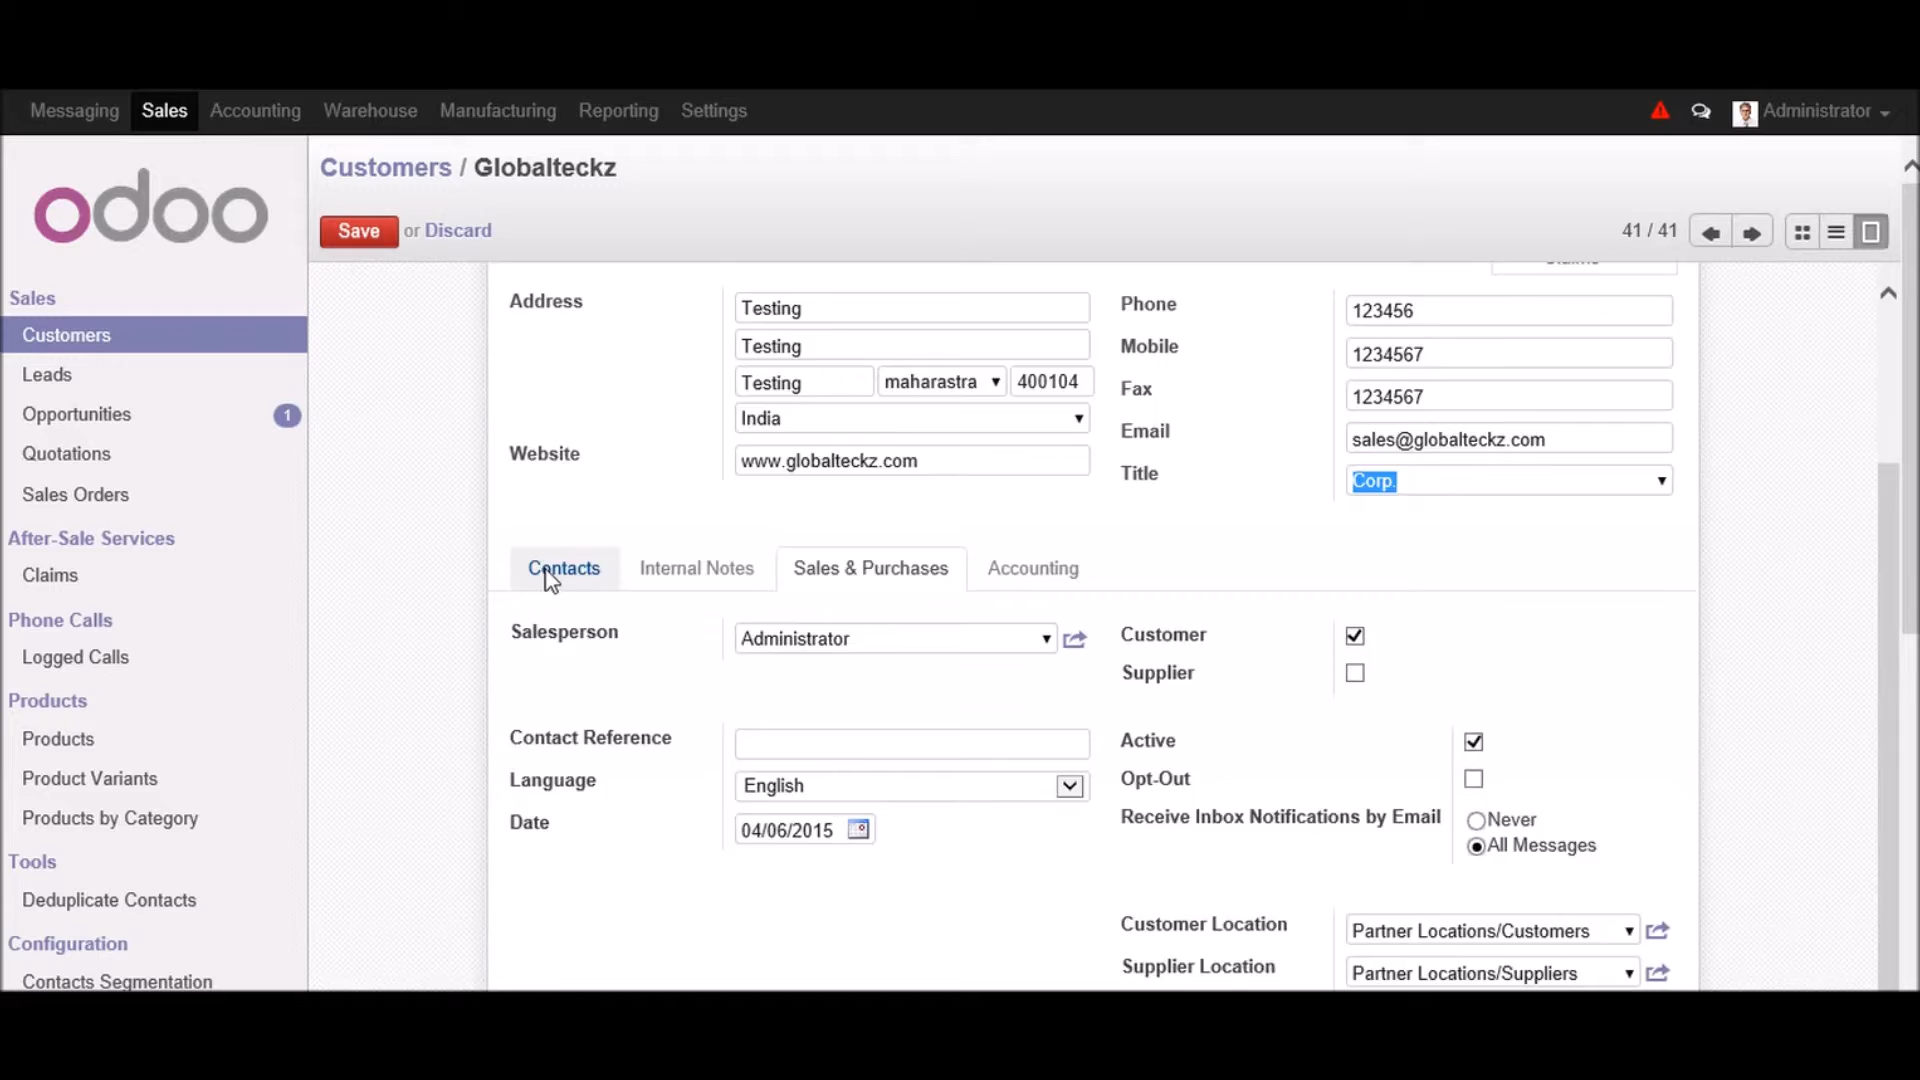 Messaging Sales Accounting Warehouse Manufacturing Reporting Settings Administrator
odoo
Customers / Globalteckz
Save or Discard 41 / 41
Sales
Customers
Leads
Opportunities 1
Quotations
Sales Orders
After-Sale Services
Claims
Phone Calls
Logged Calls
Products
Products
Product Variants
Products by Category
Tools
Deduplicate Contacts
Configuration
Contacts Segmentation
Address Testing
Testing
Testing maharastra 400104
India
Website www.globalteckz.com
Phone 123456
Mobile 1234567
Fax 1234567
Email sales@globalteckz.com
Title Corp.
Contacts Internal Notes Sales & Purchases Accounting
Salesperson Administrator
Customer
Supplier
Contact Reference
Language English
Date 04/06/2015
Active
Opt-Out
Receive Inbox Notifications by Email Never
All Messages
Customer Location Partner Locations/Customers
Supplier Location Partner Locations/Suppliers